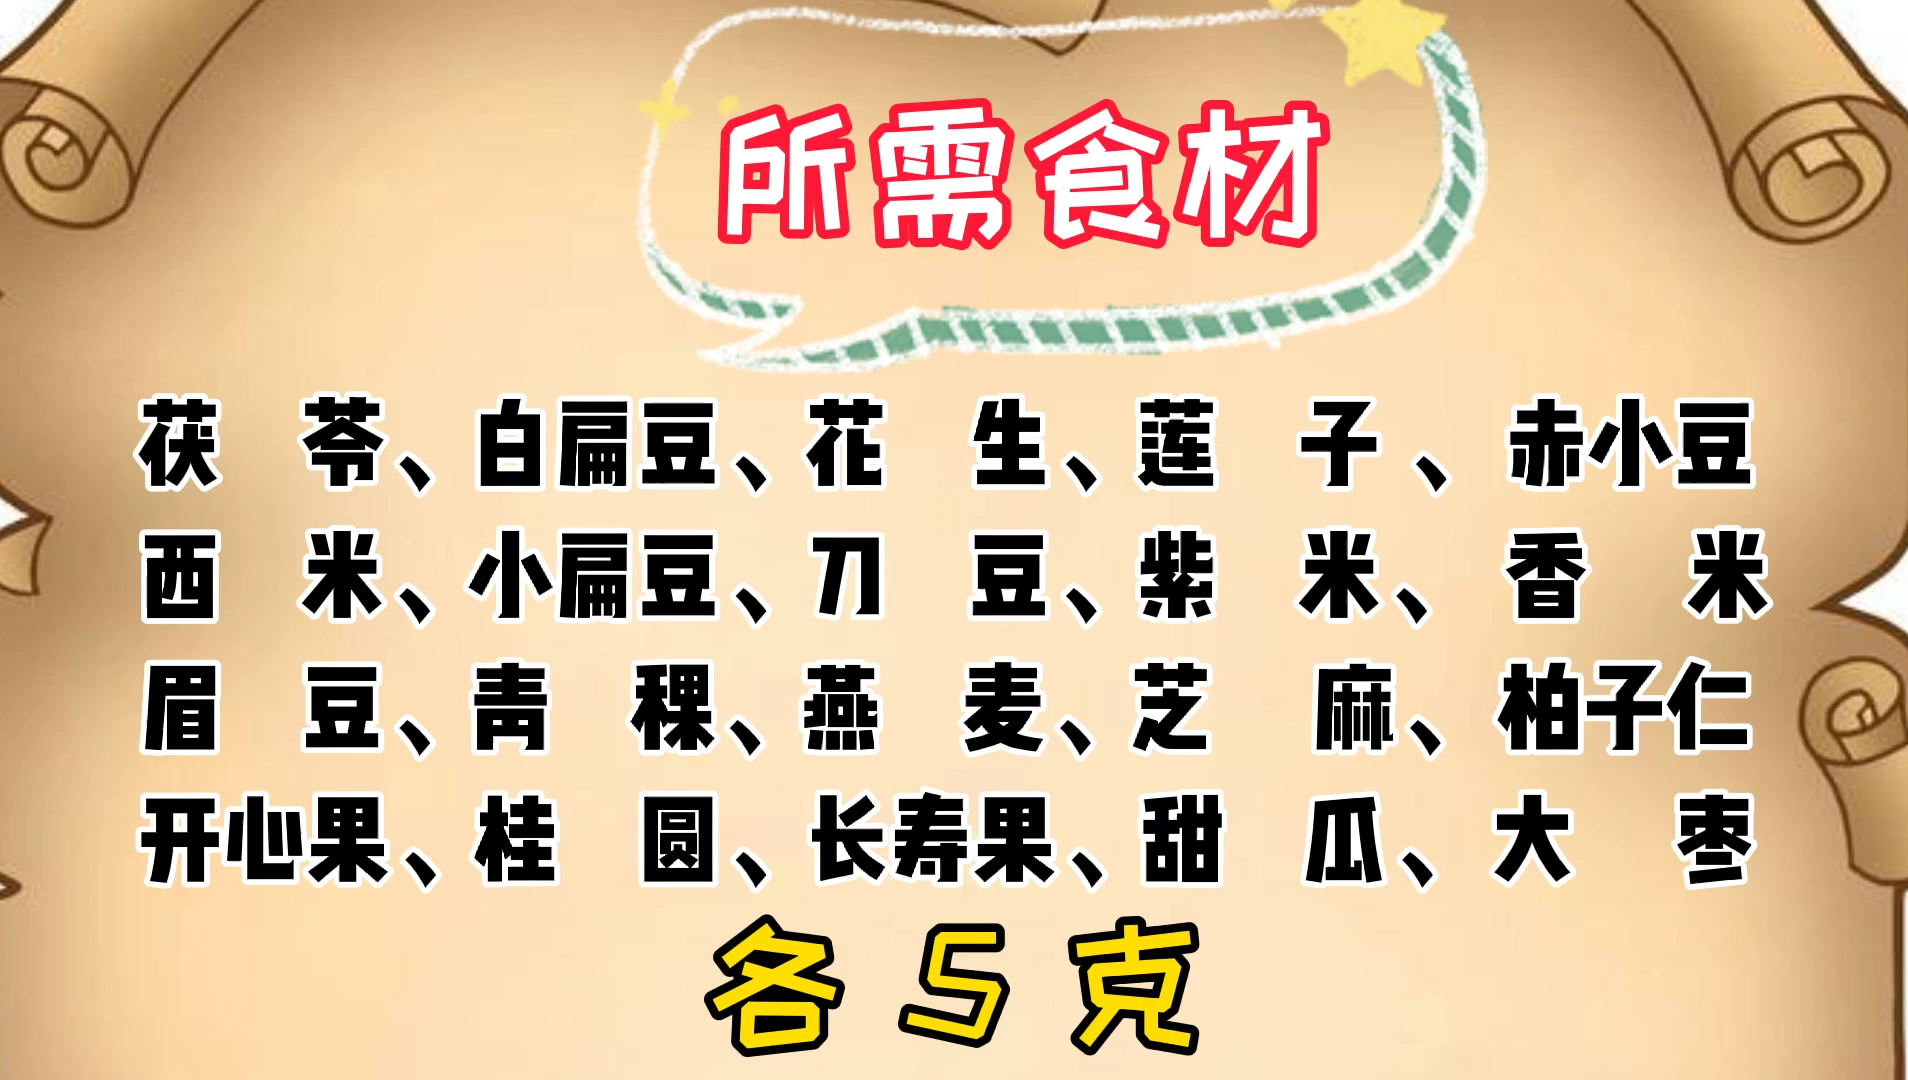 所需食材
茯 苓、白扁豆、花 生、莲 子 、赤小豆
西 米、小扁豆、刀 豆、紫 米、香 米
眉 豆、青 稞、燕 麦、芝 麻、柏子仁
开心果、桂 圆、长寿果、甜 瓜、大 枣
各 5 克